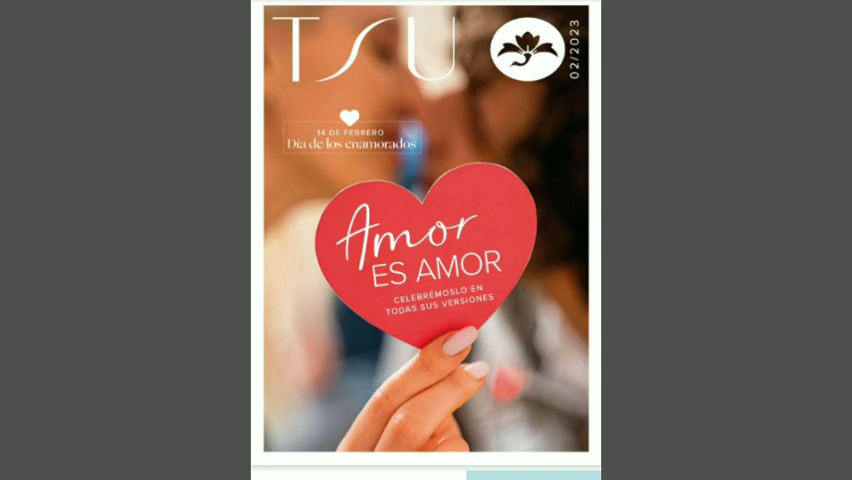 TSU
02/2023
14 DE FEBRERO
Día de los enamorados
Amor
ES AMOR
CELEBRÉMOSLO EN
TODAS SUS VERSIONES